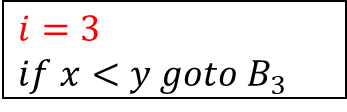 i = 3
if x < y goto B₃